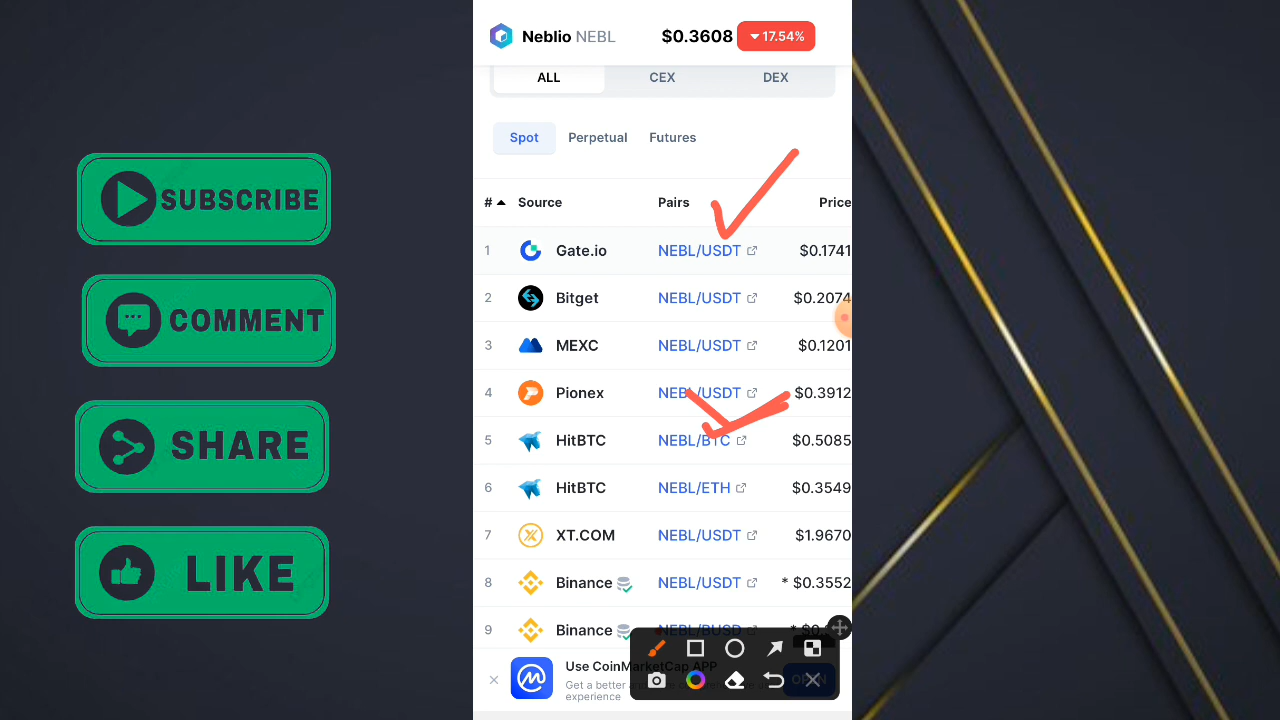 SUBSCRIBE
COMMENT
SHARE
LIKE
Neblio NEBL $0.3608 17.54%
ALL CEX DEX
Spot Perpetual Futures
# Source Pairs Price
1 Gate.io NEBL/USDT $0.1741
2 Bitget NEBL/USDT $0.2074
3 MEXC NEBL/USDT $0.1201
4 Pionex NEBL/USDT $0.3912
5 HitBTC NEBL/BTC $0.5085
6 HitBTC NEBL/ETH $0.3549
7 XT.COM NEBL/USDT $1.9670
8 Binance NEBL/USDT * $0.3552
9 Binance NEBL/BUSD
Use CoinMarketCap APP
Get a better
experience
OPEN